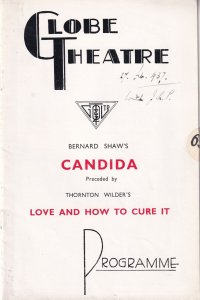 GLOBE
THEATRE
BERNARD SHAW'S
CANDIDA
Preceded by
THORNTON WILDER'S
LOVE AND HOW TO CURE IT
PROGRAMME